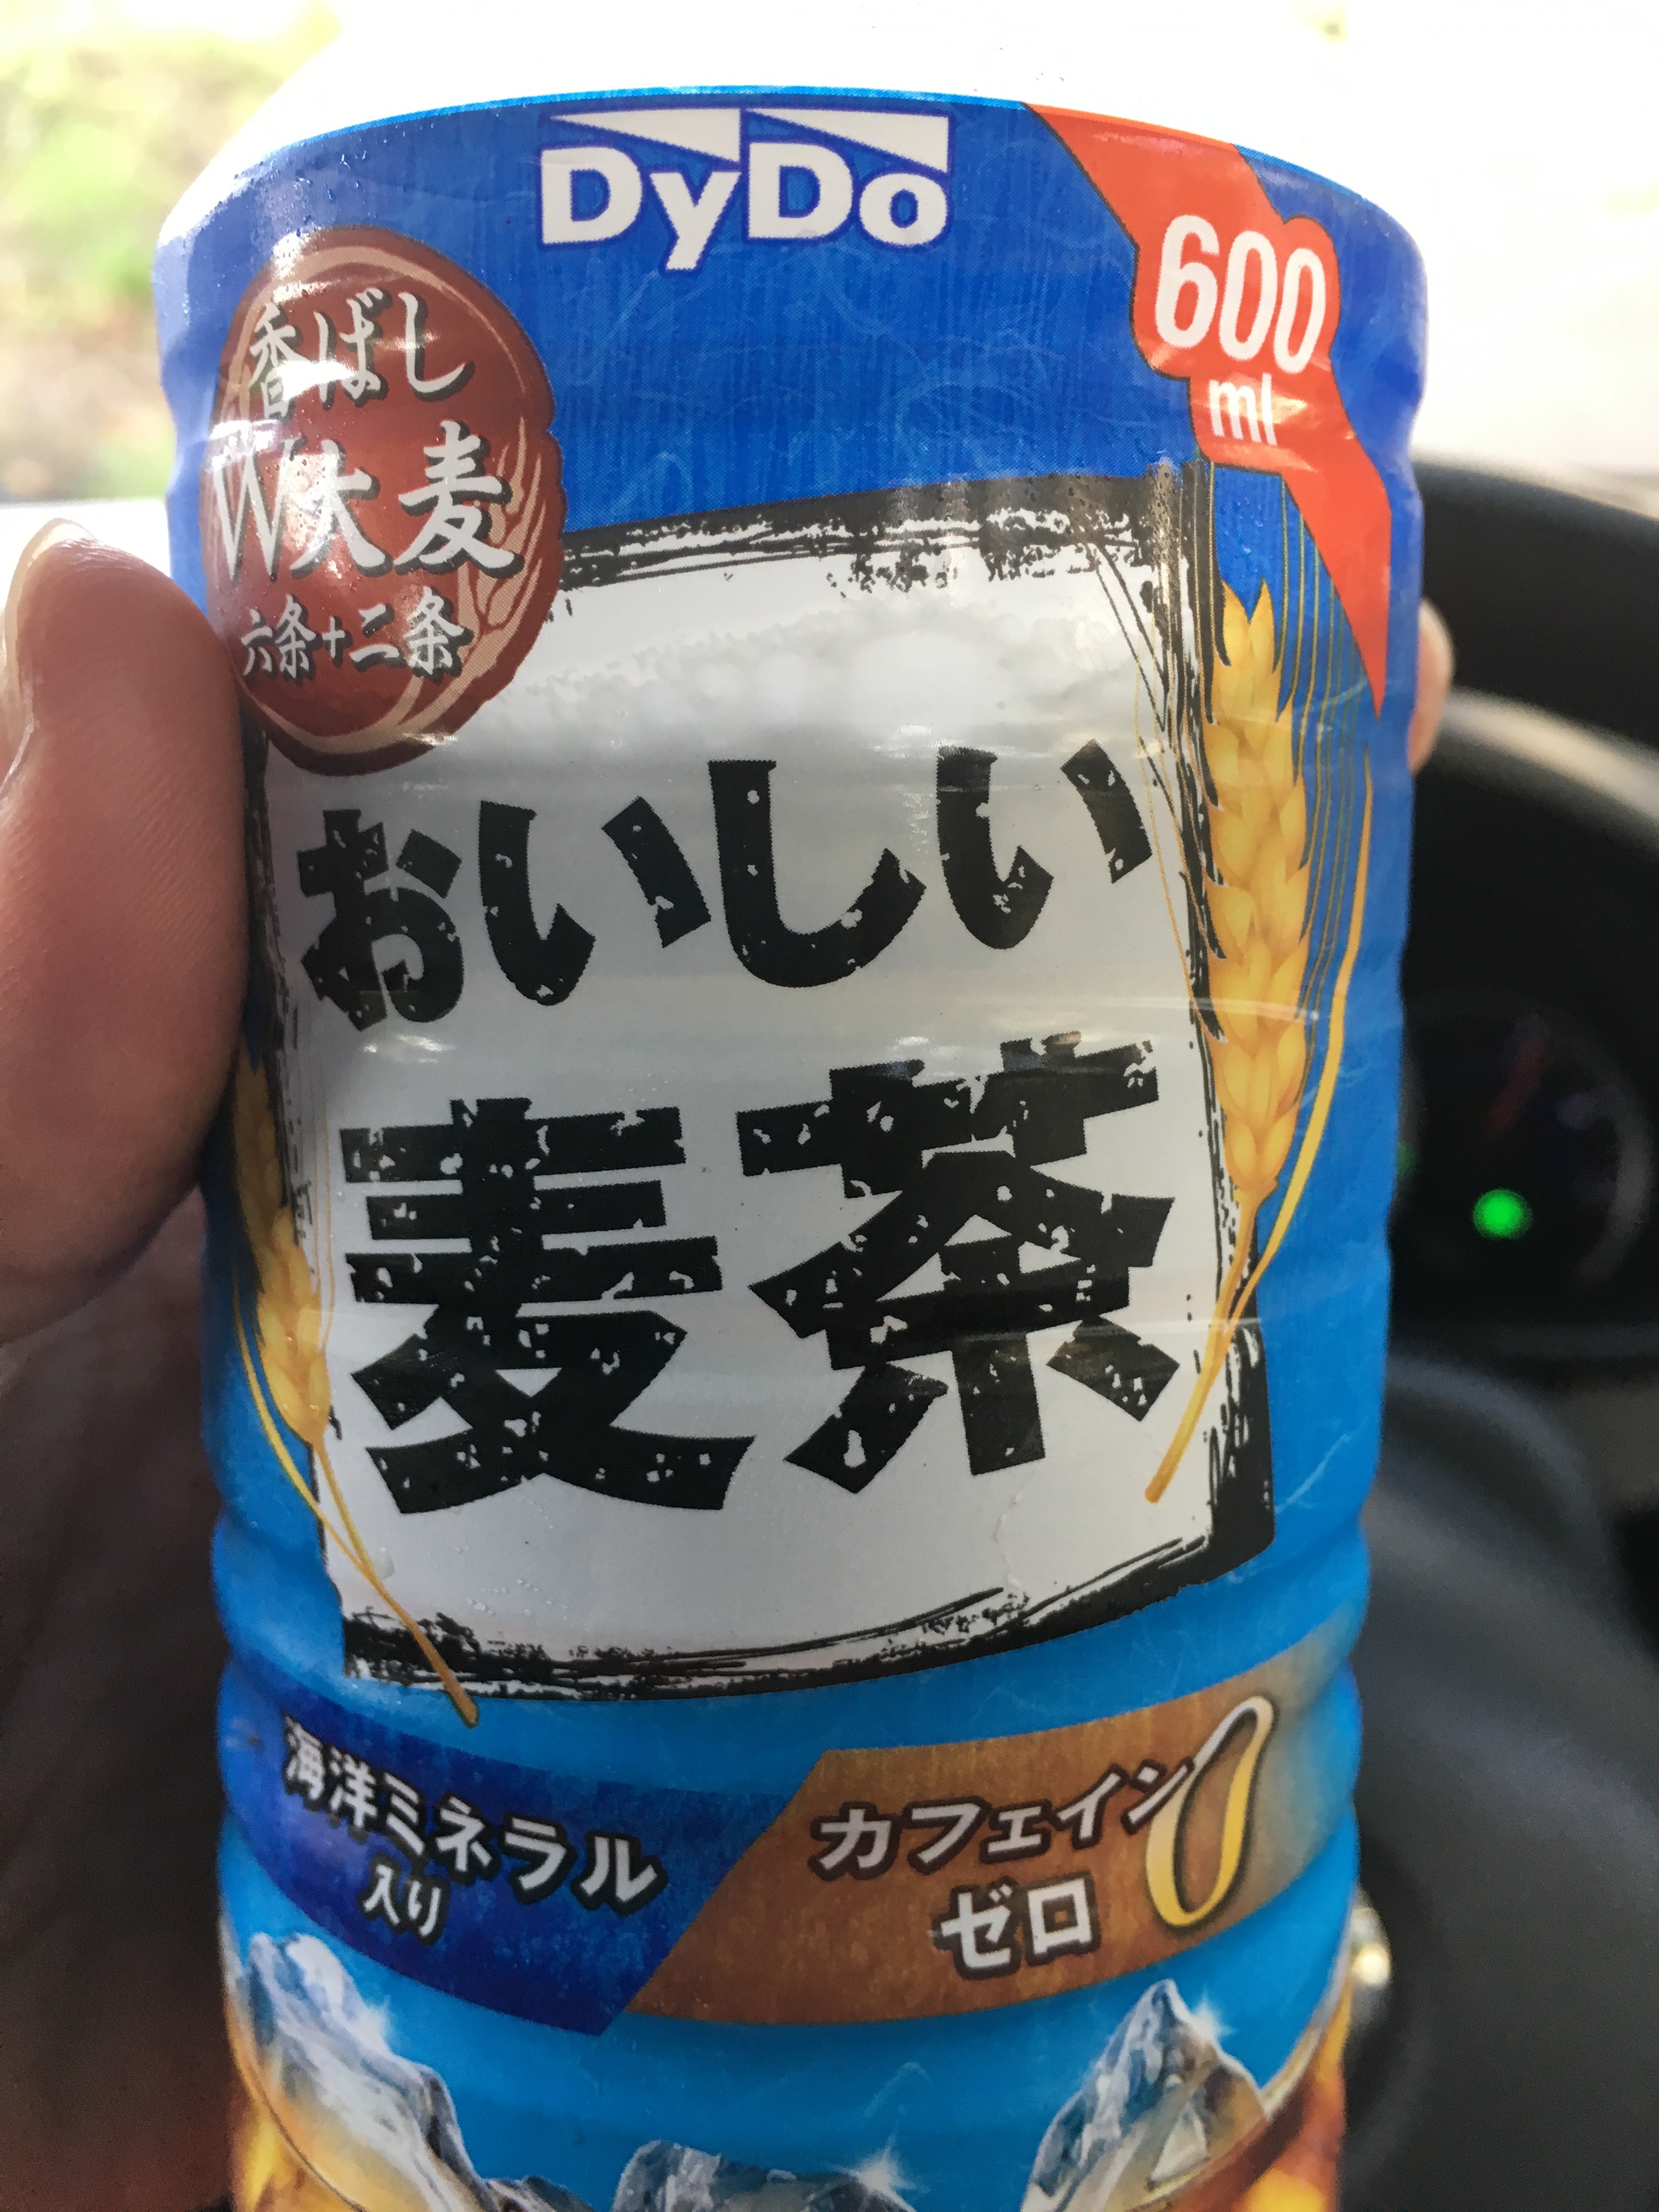 DyDo
600
ml
香ばし
W大麦
六条+二条
おいしい
麦茶
海洋ミネラル
入り
カフェイン
ゼロ
0